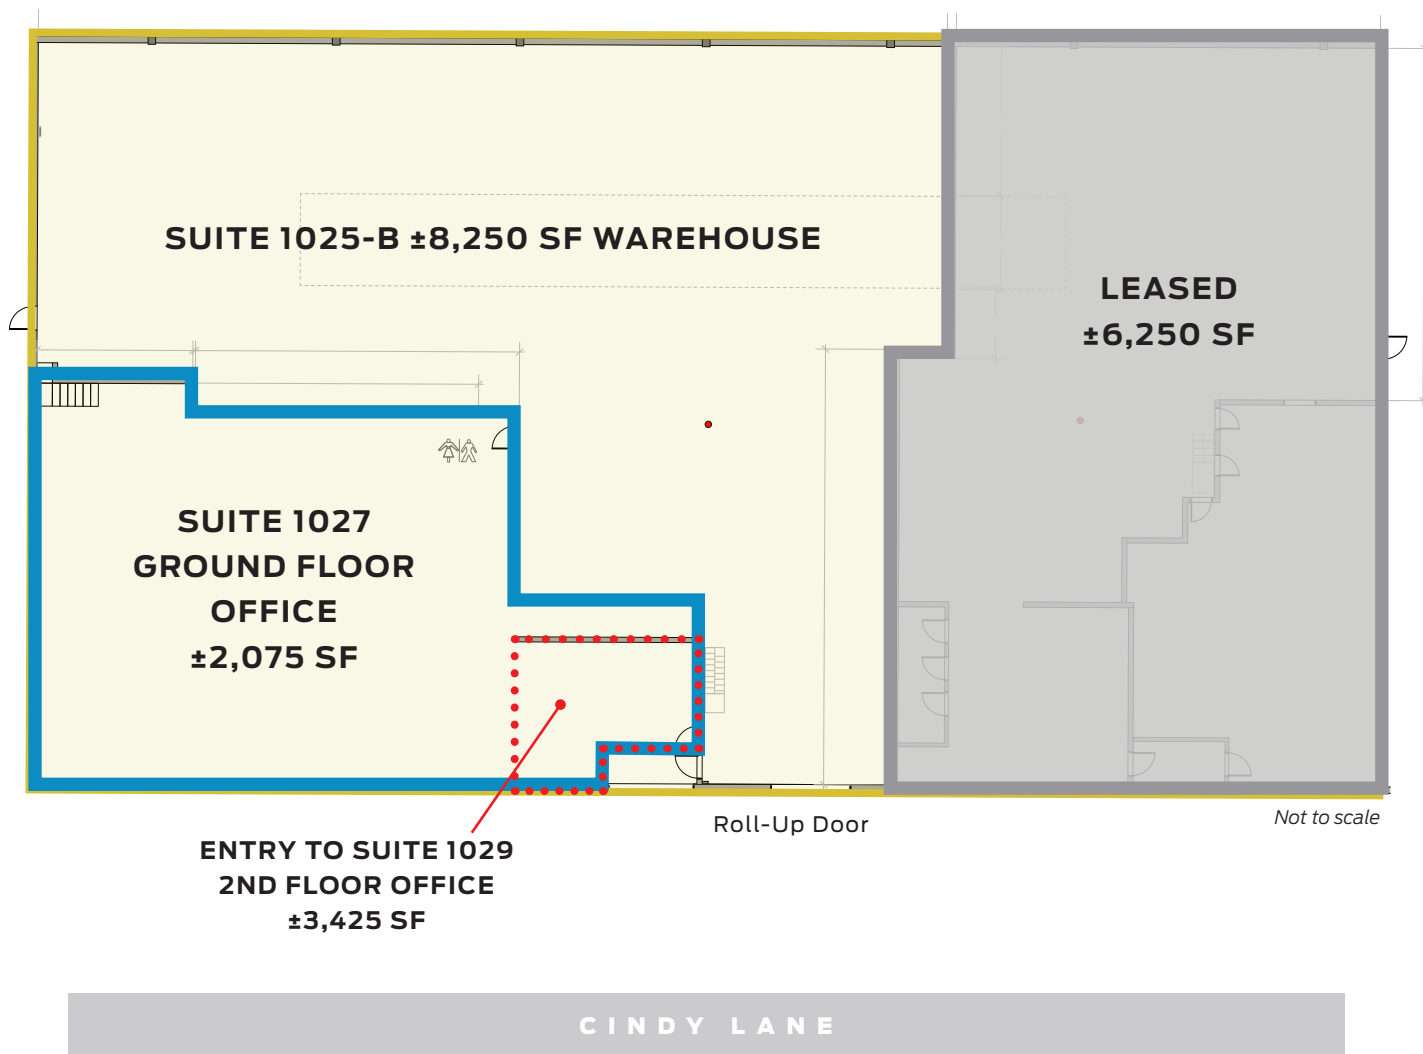 SUITE 1025-B ±8,250 SF WAREHOUSE
LEASED
±6,250 SF
SUITE 1027
GROUND FLOOR
OFFICE
±2,075 SF
Roll-Up Door
Not to scale
ENTRY TO SUITE 1029
2ND FLOOR OFFICE
±3,425 SF
CINDY LANE